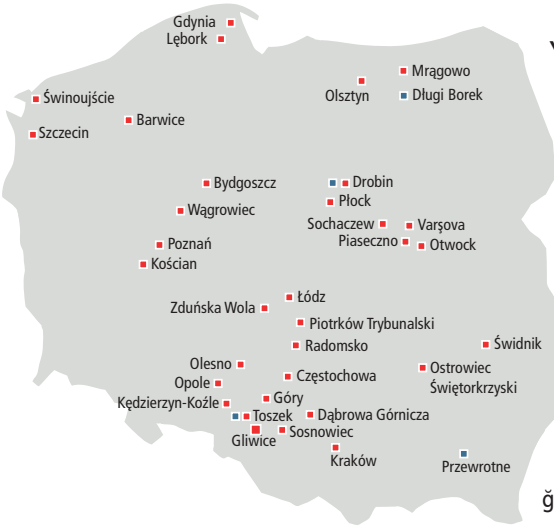 Gdynia
Lębork
Mrągowo
Olsztyn
Długi Borek
Świnoujście
Barwice
Szczecin
Bydgoszcz
Drobin
Płock
Wągrowiec
Sochaczew
Varşova
Piaseczno
Otwock
Poznań
Kościan
Łódz
Zduńska Wola
Piotrków Trybunalski
Radomsko
Świdnik
Olesno
Częstochowa
Ostrowiec
Świętorkrzyski
Opole
Góry
Kędzierzyn-Koźle
Toszek
Dąbrowa Górnicza
Gliwice
Sosnowiec
Kraków
Przewrotne
ğ